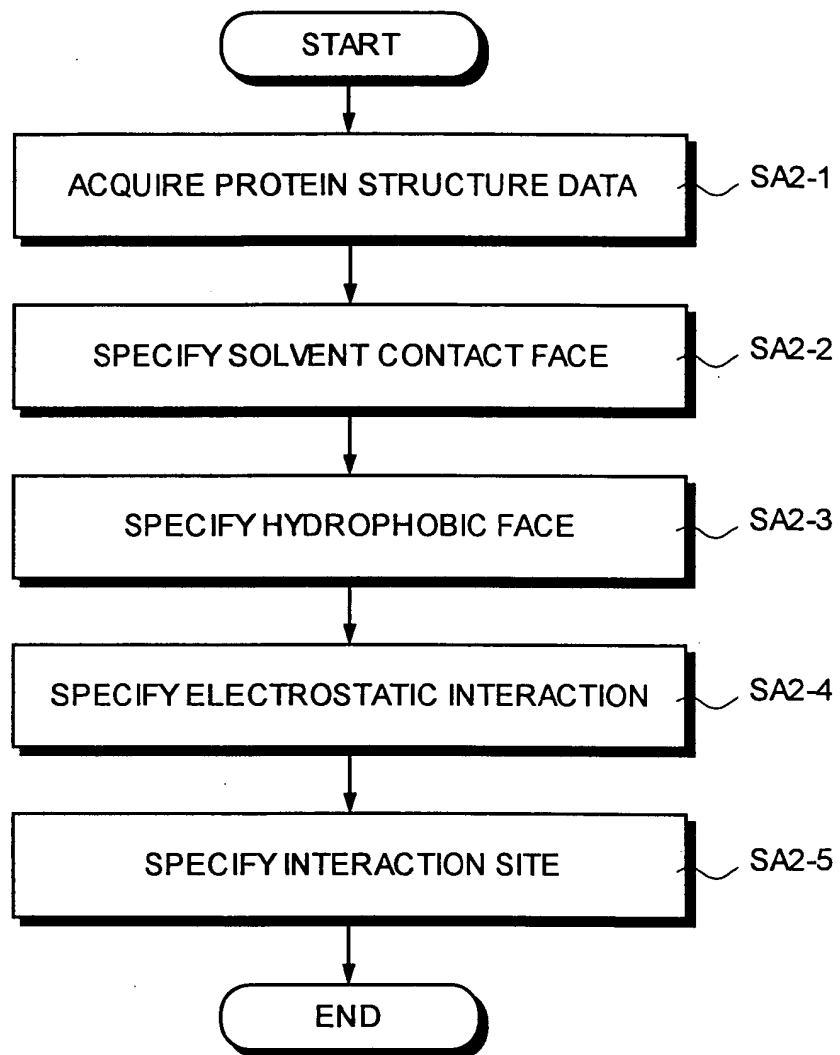 START
ACQUIRE PROTEIN STRUCTURE DATA
SA2-1
SPECIFY SOLVENT CONTACT FACE
SA2-2
SPECIFY HYDROPHOBIC FACE
SA2-3
SPECIFY ELECTROSTATIC INTERACTION
SA2-4
SPECIFY INTERACTION SITE
SA2-5
END